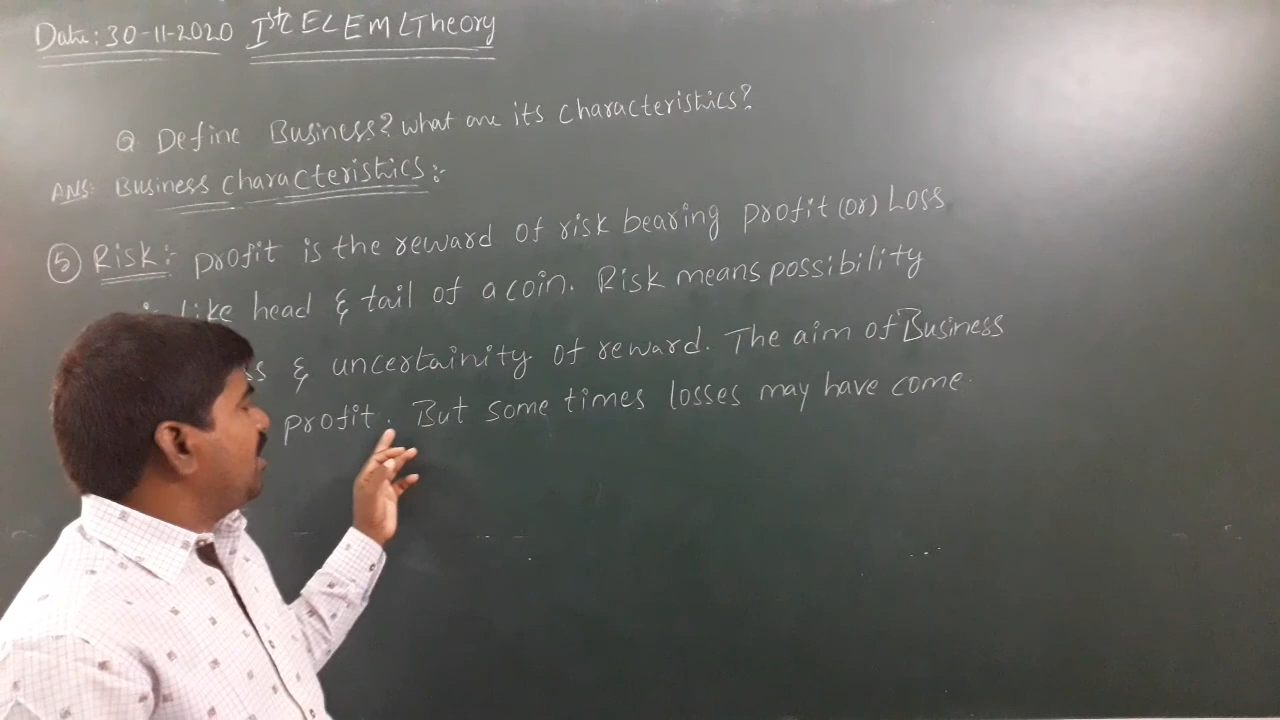 Date: 30-11-2020 Ist ELEML Theory
Q. Define Business? what are its characteristics?
ANS: Business characteristics:-
⑤ Risk:- profit is the reward of risk bearing profit (or) Loss
like head & tail of a coin. Risk means possibility
& uncertainity of reward. The aim of Business
profit. But some times losses may have come.